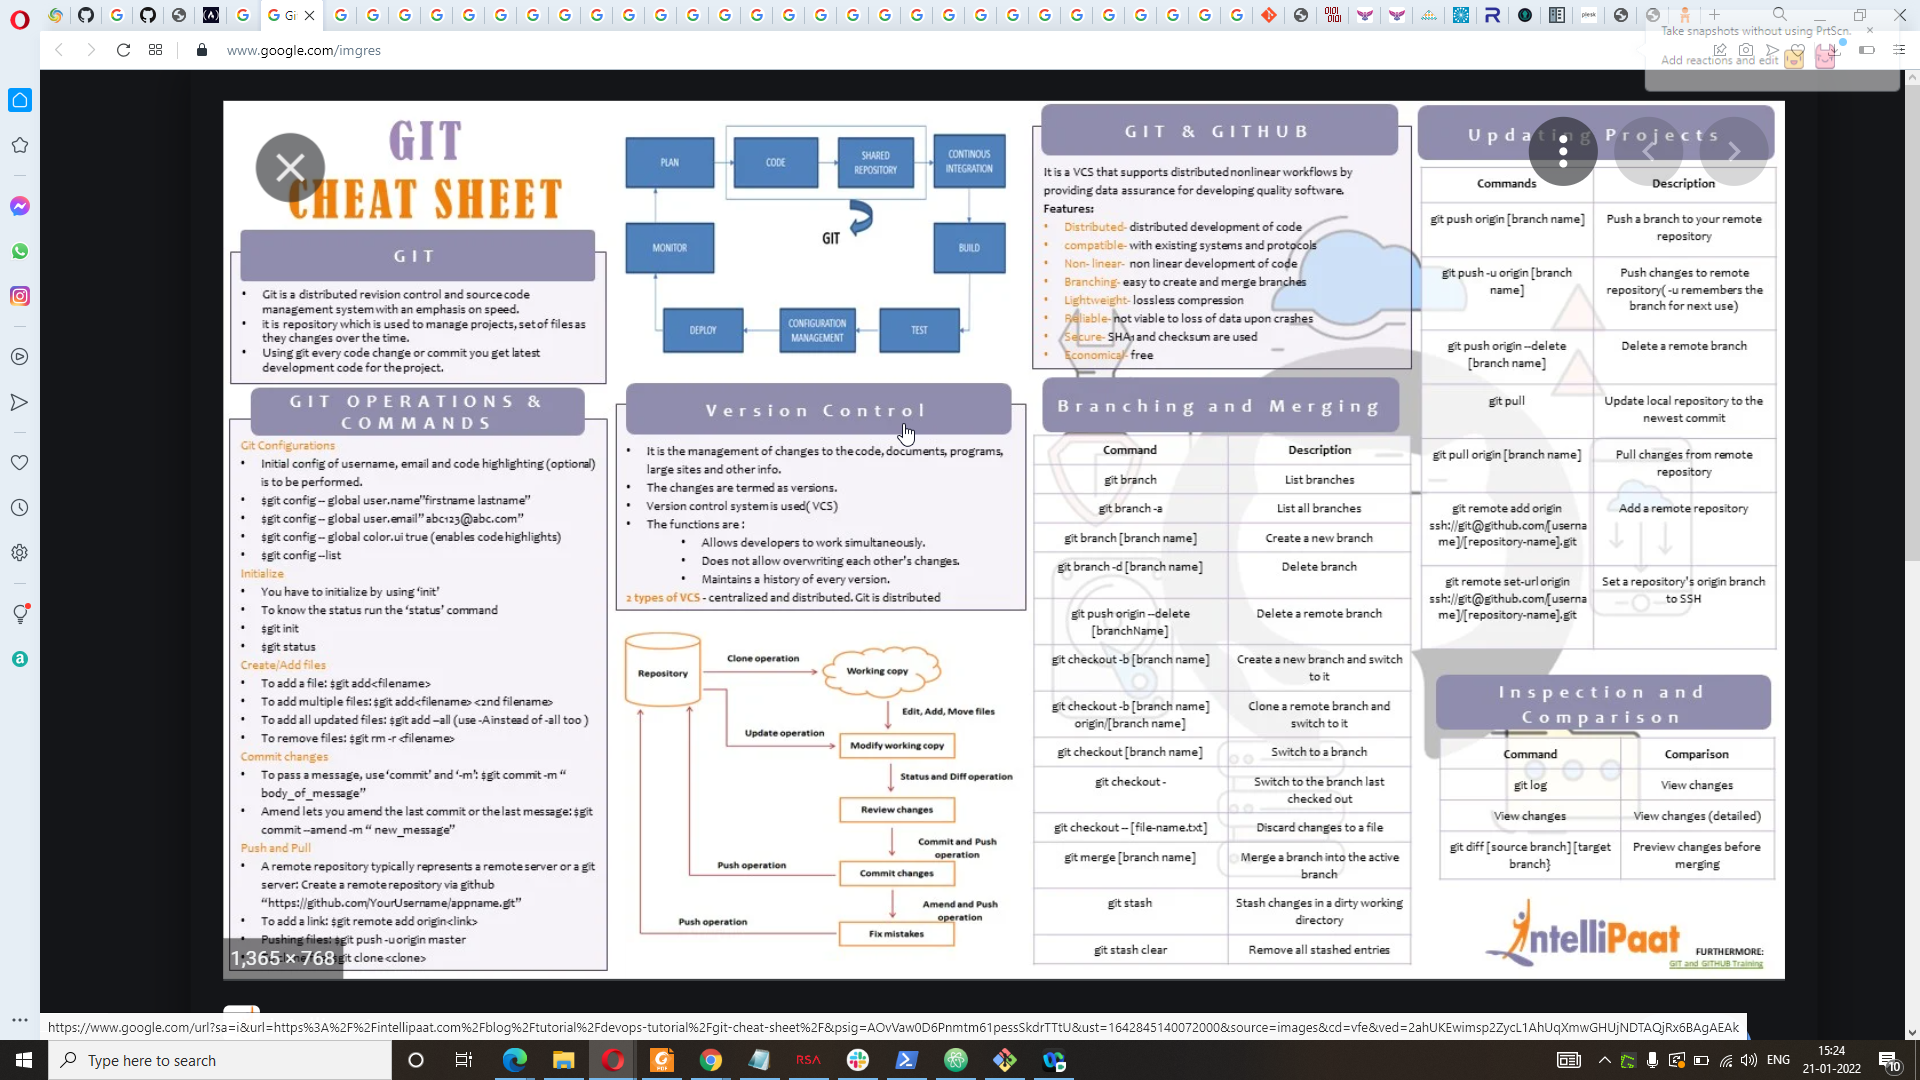 Gi
www.google.com/imgres
Take snapshots without using PrtScn.
Add reactions and edit
GIT
CHEAT SHEET
GIT
• Git is a distributed revision control and source code
management system with an emphasis on speed.
• it is repository which is used to manage projects, set of files as
they changes over the time.
• Using git every code change or commit you get latest
development code for the project.
GIT OPERATIONS &
COMMANDS
Git Configurations
• Initial config of username, email and code highlighting (optional)
is to be performed.
• $git config -- global user.name"firstname lastname"
• $git config -- global user.email" abc123@abc.com"
• $git config -- global color.ui true (enables code highlights)
• $git config --list
Initialize
• You have to initialize by using 'init'
• To know the status run the 'status' command
• $git init
• $git status
Create/Add files
• To add a file: $git add<filename>
• To add multiple files: $git add<filename> <2nd filename>
• To add all updated files: $git add --all (use -A instead of -all too )
• To remove files: $git rm -r <filename>
Commit changes
• To pass a message, use 'commit' and '-m': $git commit -m "
body_of_message"
• Amend lets you amend the last commit or the last message: $git
commit --amend -m " new_message"
Push and Pull
• A remote repository typically represents a remote server or a git
server: Create a remote repository via github
"https://github.com/YourUsername/appname.git"
• To add a link: $git remote add origin<link>
• Pushing files: $git push -u origin master
git clone <clone>
1,365 × 768
PLAN
CODE
SHARED
REPOSITORY
CONTINOUS
INTEGRATION
GIT
MONITOR
BUILD
DEPLOY
CONFIGURATION
MANAGEMENT
TEST
Version Control
• It is the management of changes to the code, documents, programs,
large sites and other info.
• The changes are termed as versions.
• Version control system is used( VCS)
• The functions are :
• Allows developers to work simultaneously.
• Does not allow overwriting each other's changes.
• Maintains a history of every version.
2 types of VCS - centralized and distributed. Git is distributed
Repository
Clone operation
Working copy
Edit, Add, Move files
Update operation
Modify working copy
Status and Diff operation
Review changes
Commit and Push
operation
Push operation
Commit changes
Amend and Push
operation
Push operation
Fix mistakes
GIT & GITHUB
It is a VCS that supports distributed nonlinear workflows by
providing data assurance for developing quality software.
Features:
• Distributed- distributed development of code
• compatible- with existing systems and protocols
• Non- linear- non linear development of code
• Branching- easy to create and merge branches
• Lightweight- lossless compression
• Reliable- not viable to loss of data upon crashes
• Secure- SHA1 and checksum are used
• Economical- free
Branching and Merging
Command Description
git branch List branches
git branch -a List all branches
git branch [branch name] Create a new branch
git branch -d [branch name] Delete branch
git push origin --delete Delete a remote branch
[branchName]
git checkout -b [branch name] Create a new branch and switch
to it
git checkout -b [branch name] Clone a remote branch and
origin/[branch name] switch to it
git checkout [branch name] Switch to a branch
git checkout - Switch to the branch last
checked out
git checkout -- [file-name.txt] Discard changes to a file
git merge [branch name] Merge a branch into the active
branch
git stash Stash changes in a dirty working
directory
git stash clear Remove all stashed entries
Updating Projects
Commands Description
git push origin [branch name] Push a branch to your remote
repository
git push -u origin [branch Push changes to remote
name] repository( -u remembers the
branch for next use)
git push origin --delete Delete a remote branch
[branch name]
git pull Update local repository to the
newest commit
git pull origin [branch name] Pull changes from remote
repository
git remote add origin Add a remote repository
ssh://git@github.com/[userna
me]/[repository-name].git
git remote set-url origin Set a repository's origin branch
ssh://git@github.com/[userna to SSH
me]/[repository-name].git
Inspection and
Comparison
Command Comparison
git log View changes
View changes View changes (detailed)
git diff [source branch] [target Preview changes before
branch} merging
IntelliPaat
FURTHERMORE:
GIT and GITHUB Training
https://www.google.com/url?sa=i&url=https%3A%2F%2Fintellipaat.com%2Fblog%2Ftutorial%2Fdevops-tutorial%2Fgit-cheat-sheet%2F&psig=AOvVaw0D6Pnmtm61pessSkdrTTtU&ust=1642845140072000&source=images&cd=vfe&ved=2ahUKEwimsp2ZycL1AhUqXmwGHUjNDTAQjRx6BAgAEAk
Type here to search
RSA
ENG
15:24
21-01-2022
10